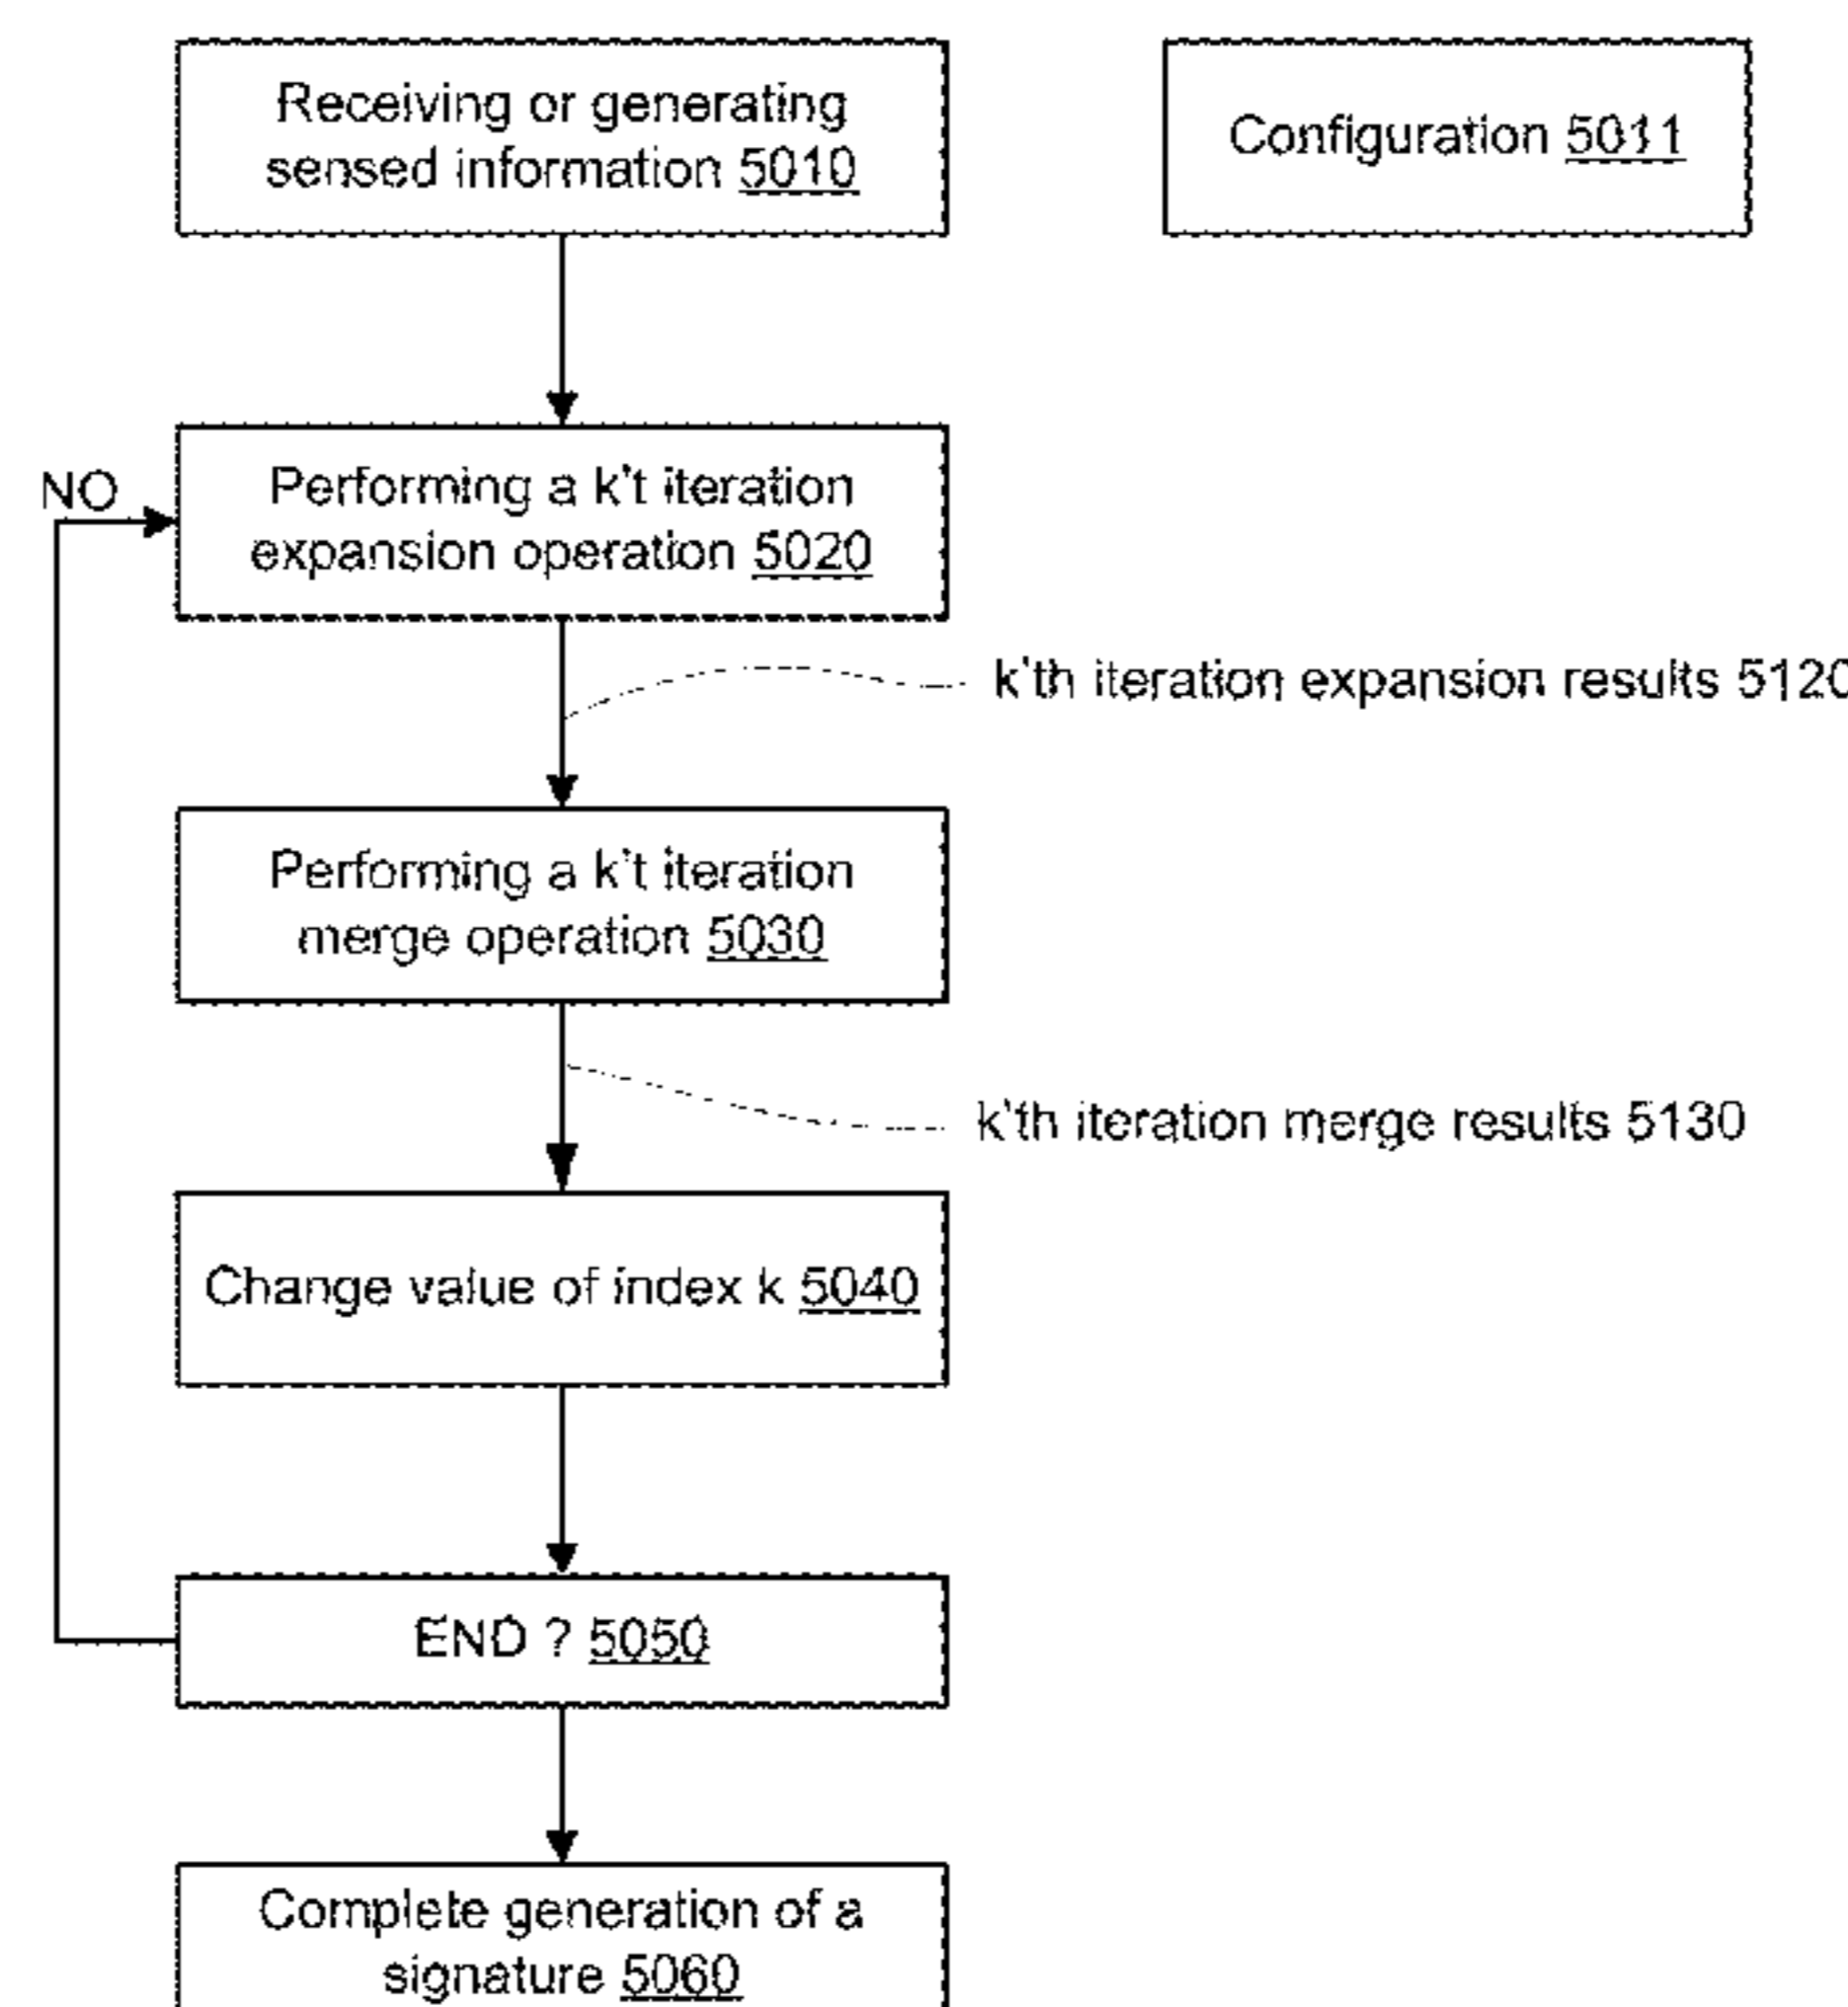 Receiving or generating
sensed information 5010
Configuration 5011
NO
Performing a k't iteration
expansion operation 5020
k'th iteration expansion results 5120
Performing a k't iteration
merge operation 5030
k'th iteration merge results 5130
Change value of index k 5040
END ? 5050
Complete generation of a
signature 5060